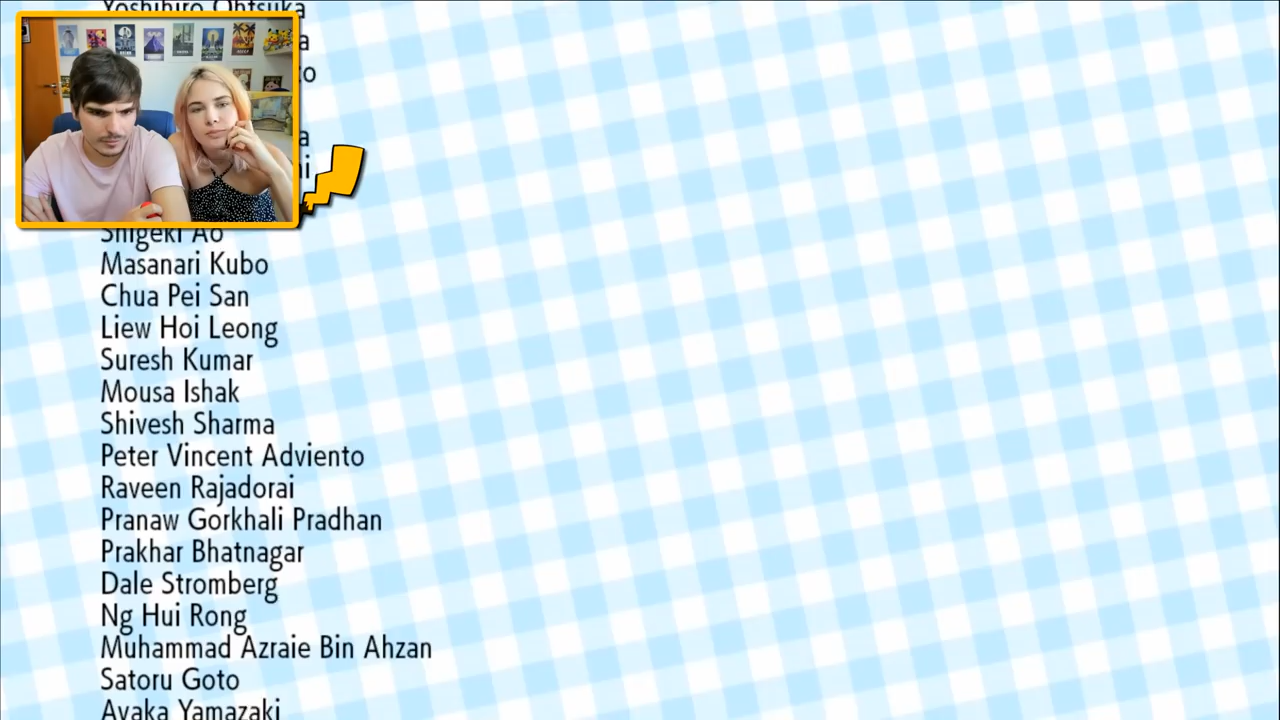 Yoshihiro Ohtsuka
Shigeki Ao
Masanari Kubo
Chua Pei San
Liew Hoi Leong
Suresh Kumar
Mousa Ishak
Shivesh Sharma
Peter Vincent Adviento
Raveen Rajadorai
Pranaw Gorkhali Pradhan
Prakhar Bhatnagar
Dale Stromberg
Ng Hui Rong
Muhammad Azraie Bin Ahzan
Satoru Goto
Ayaka Yamazaki